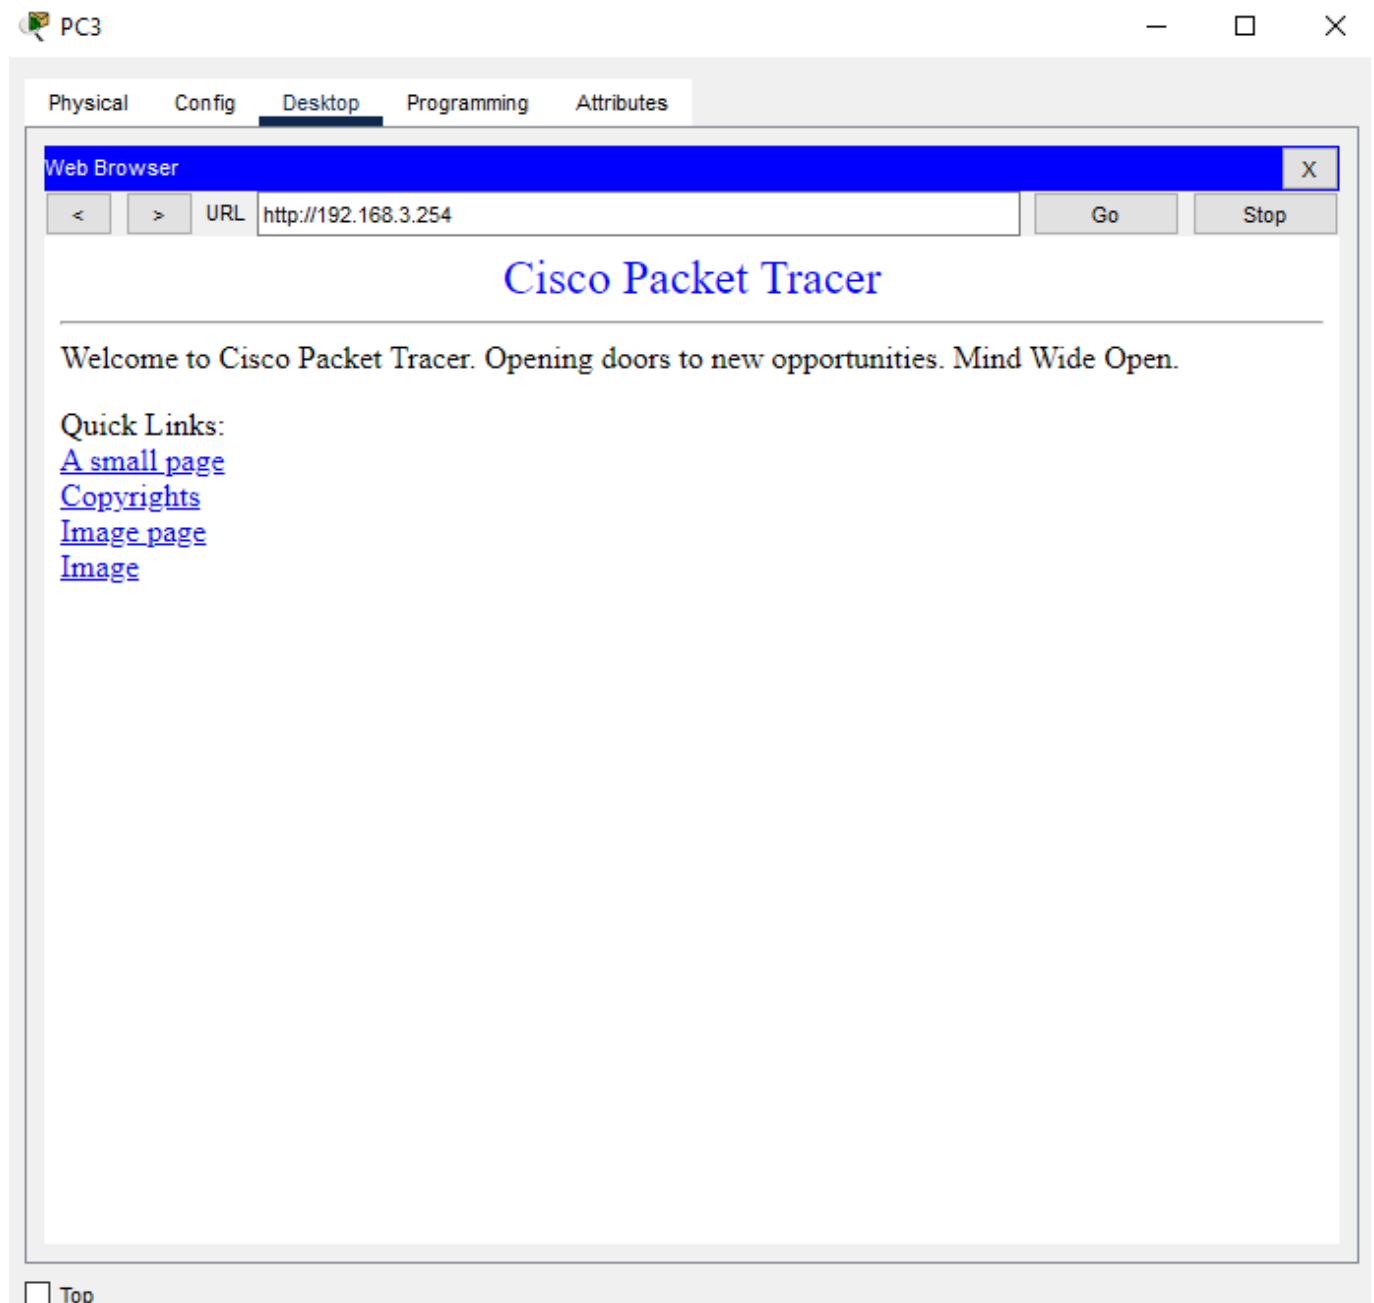 PC3
Physical Config Desktop Programming Attributes
Web Browser X
< > URL http://192.168.3.254 Go Stop
Cisco Packet Tracer
Welcome to Cisco Packet Tracer. Opening doors to new opportunities. Mind Wide Open.
Quick Links:
A small page
Copyrights
Image page
Image
Top